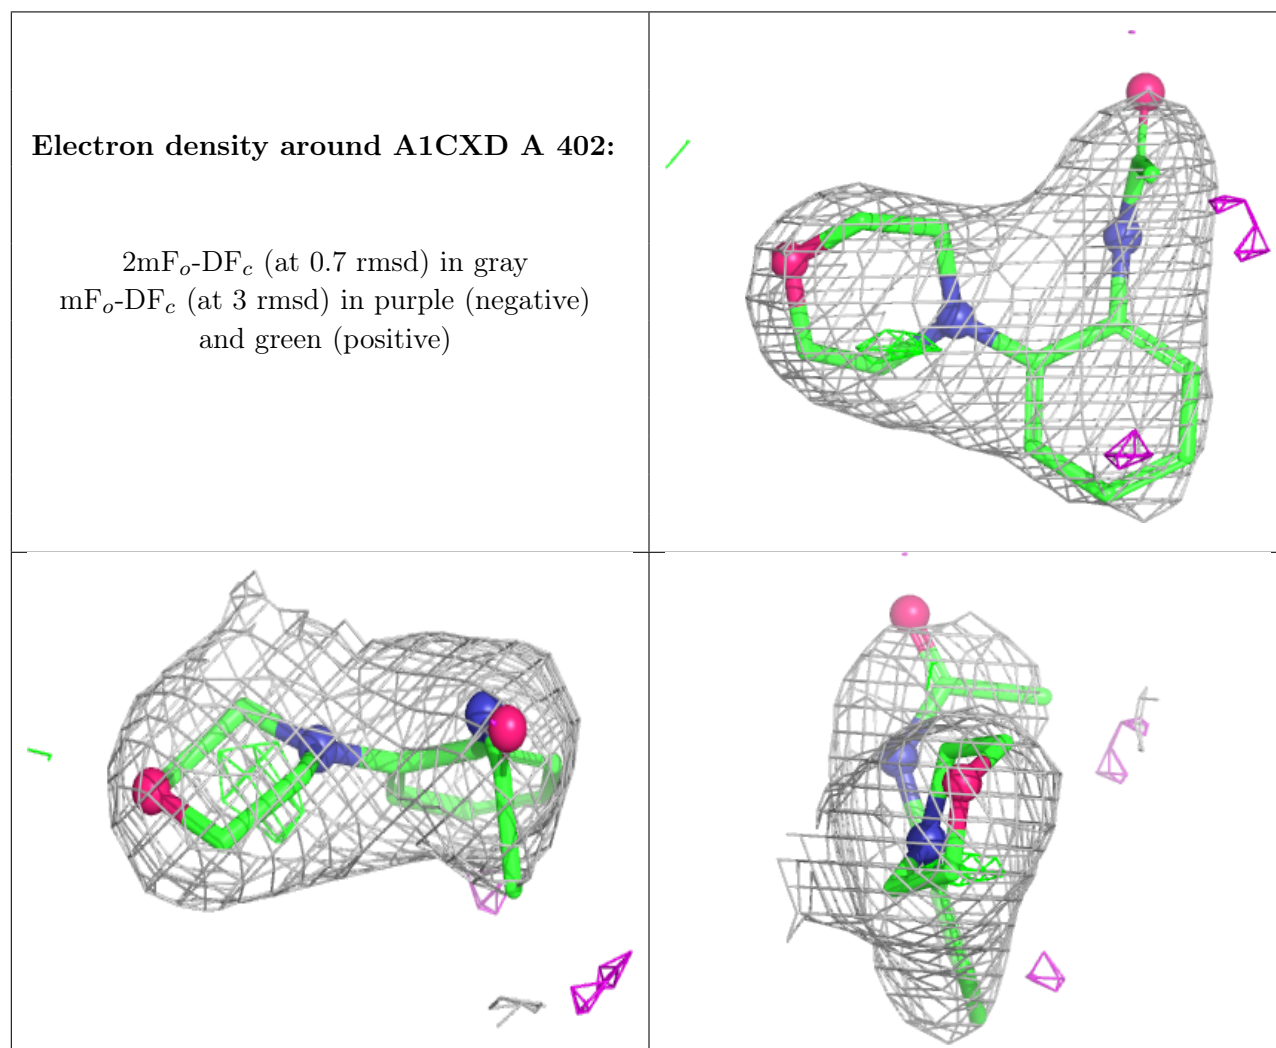 Electron density around A1CXD A 402:
2mFₒ-DF𝒸 (at 0.7 rmsd) in gray
mFₒ-DF𝒸 (at 3 rmsd) in purple (negative)
and green (positive)